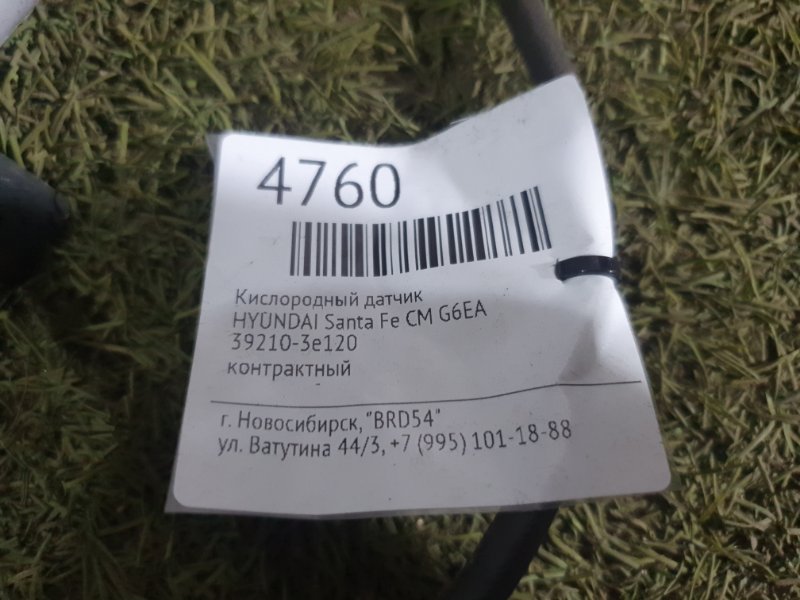 4760
Кислородный датчик
HYUNDAI Santa Fe CM G6EA
39210-3e120
контрактный
г. Новосибирск, "BRD54"
ул. Ватутина 44/3, +7 (995) 101-18-88